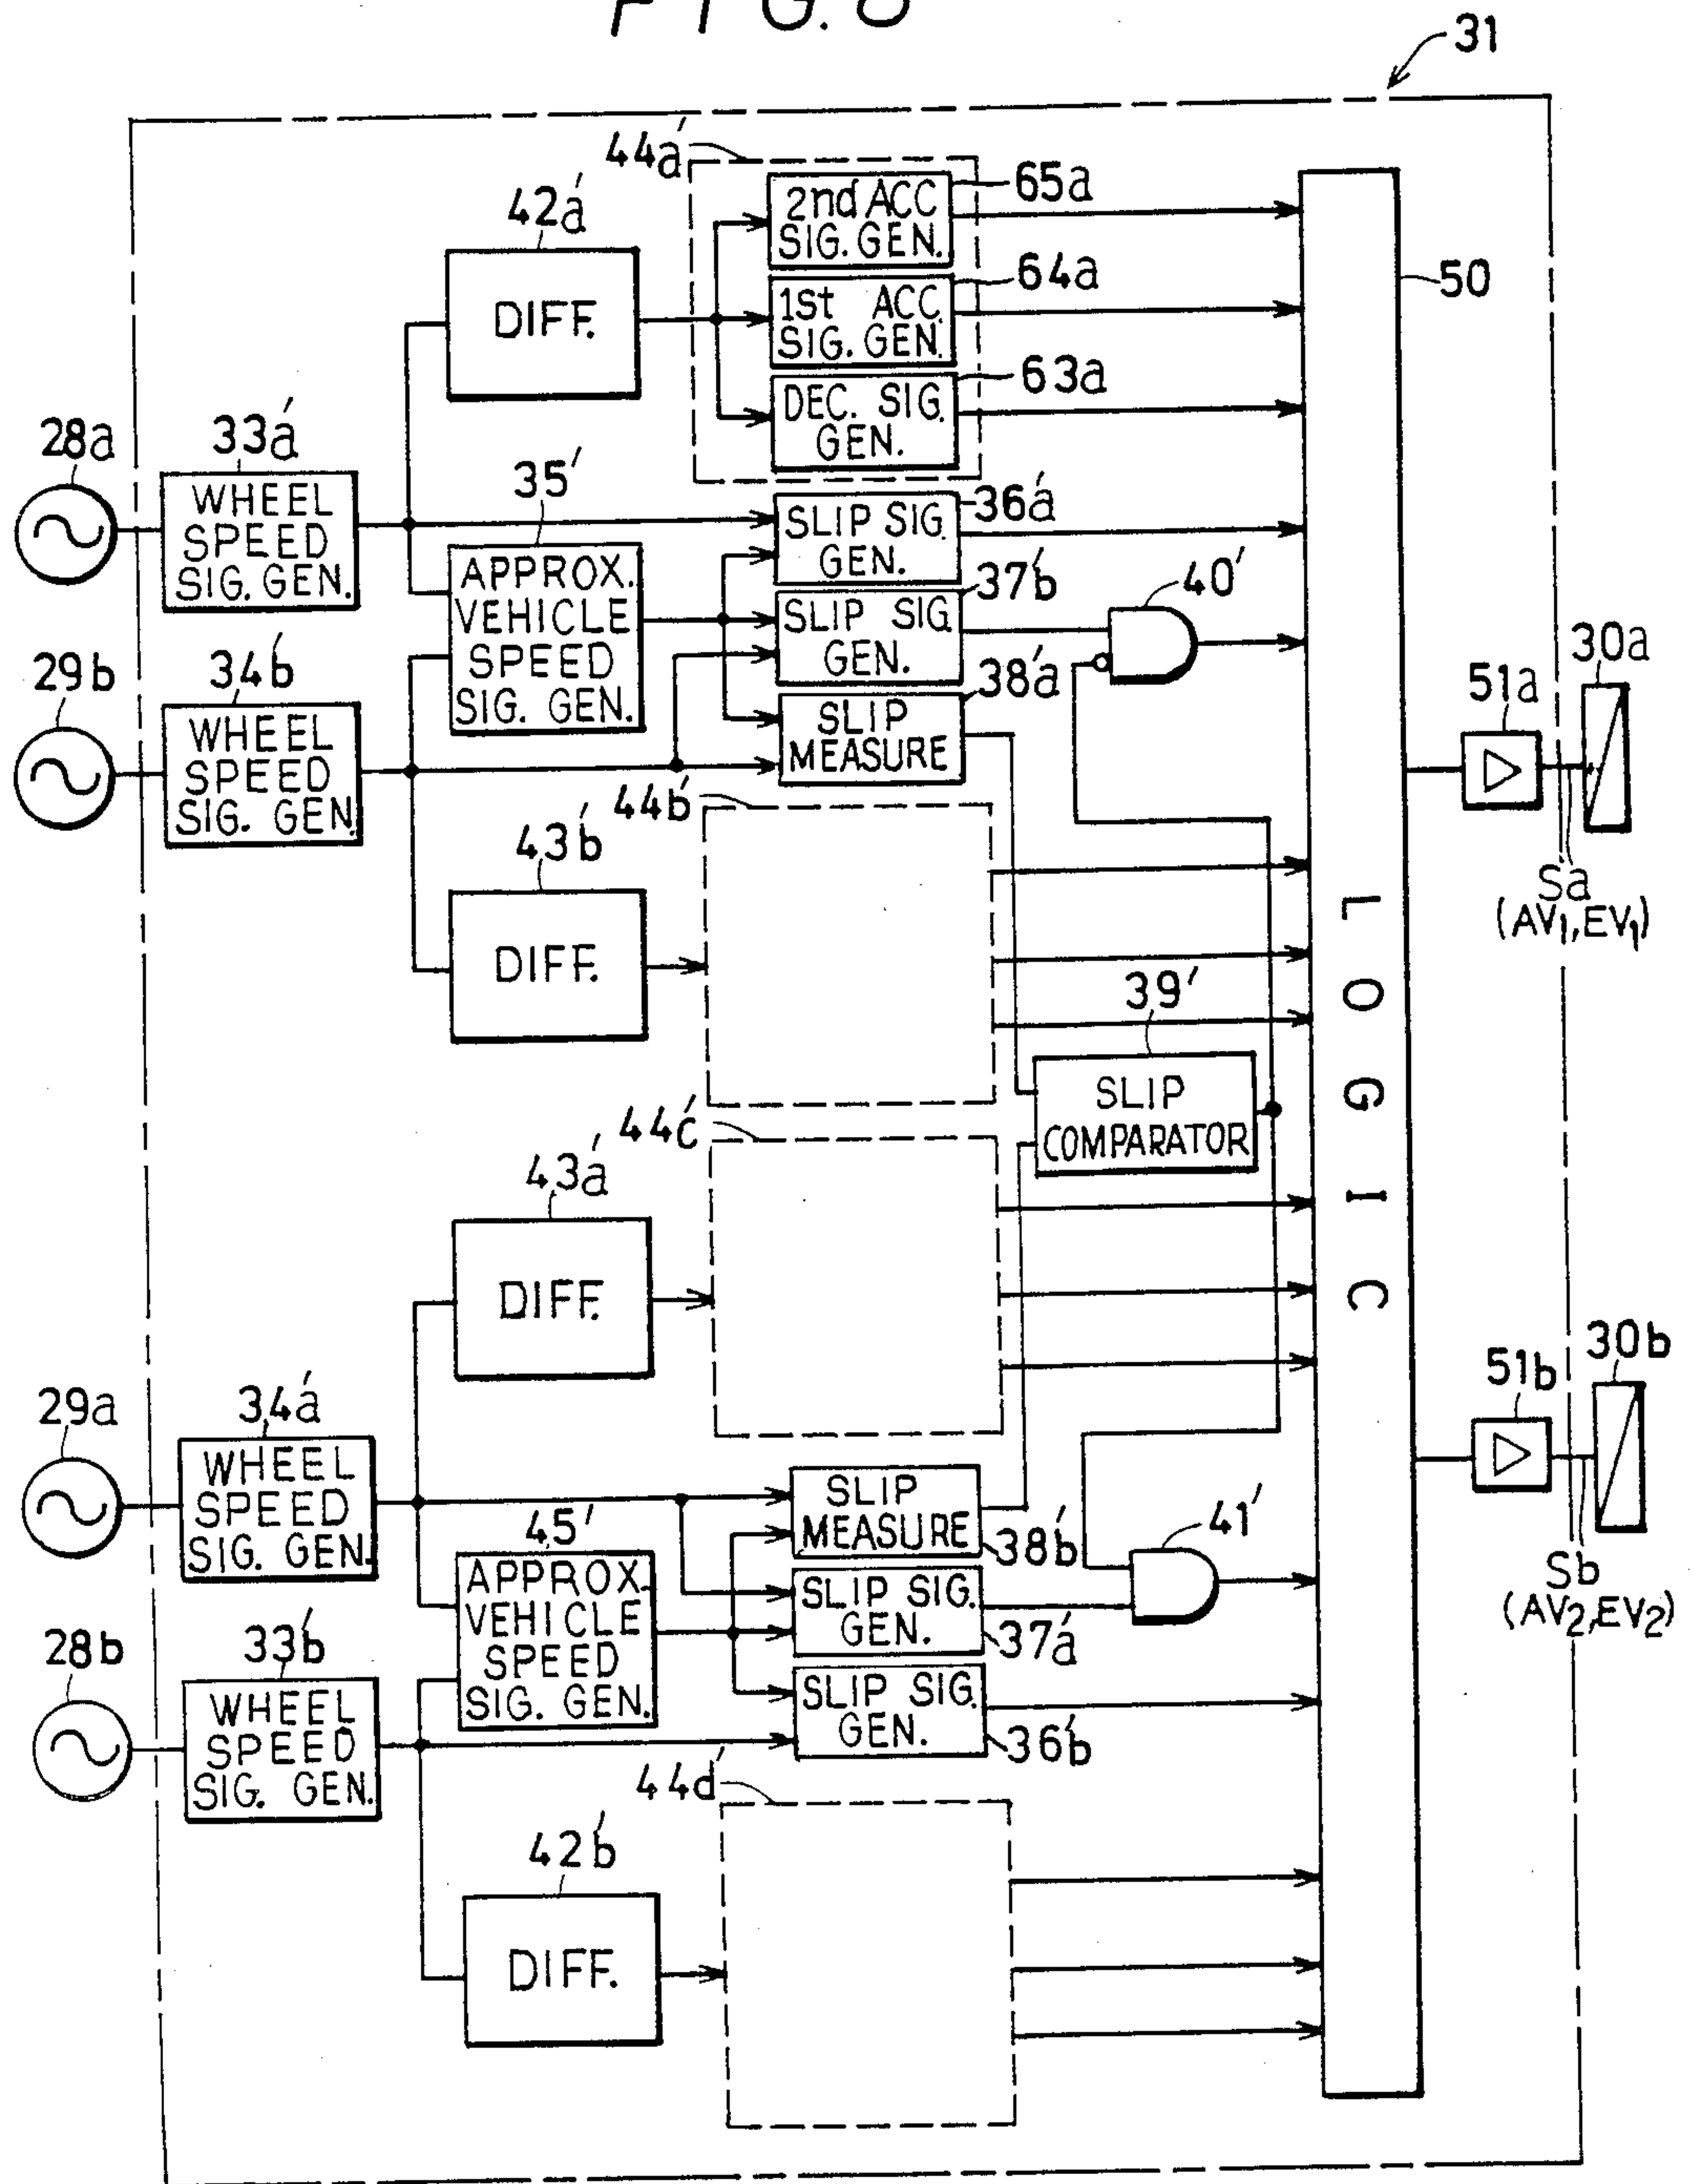 FIG. 8
31
44a'
65a
2nd ACC
SIG. GEN.
42a'
DIFF.
64a
1st ACC.
SIG. GEN.
50
63a
DEC. SIG.
GEN.
28a
33a'
WHEEL
SPEED
SIG. GEN.
35'
APPROX.
VEHICLE
SPEED
SIG. GEN.
36a'
SLIP SIG.
GEN.
37b'
SLIP SIG.
GEN.
40'
38a'
SLIP
MEASURE
29b
34b'
WHEEL
SPEED
SIG. GEN.
30a
51a
Sa
(AV1,EV1)
44b'
43b'
DIFF.
39'
SLIP
COMPARATOR
LOGIC
44c'
43a'
DIFF.
30b
51b
Sb
(AV2,EV2)
29a
34a'
WHEEL
SPEED
SIG. GEN.
45'
APPROX.
VEHICLE
SPEED
SIG. GEN.
SLIP
MEASURE
38b'
41'
SLIP SIG.
GEN.
37a'
28b
33b'
WHEEL
SPEED
SIG. GEN.
SLIP SIG.
GEN.
36b'
44d'
42b'
DIFF.